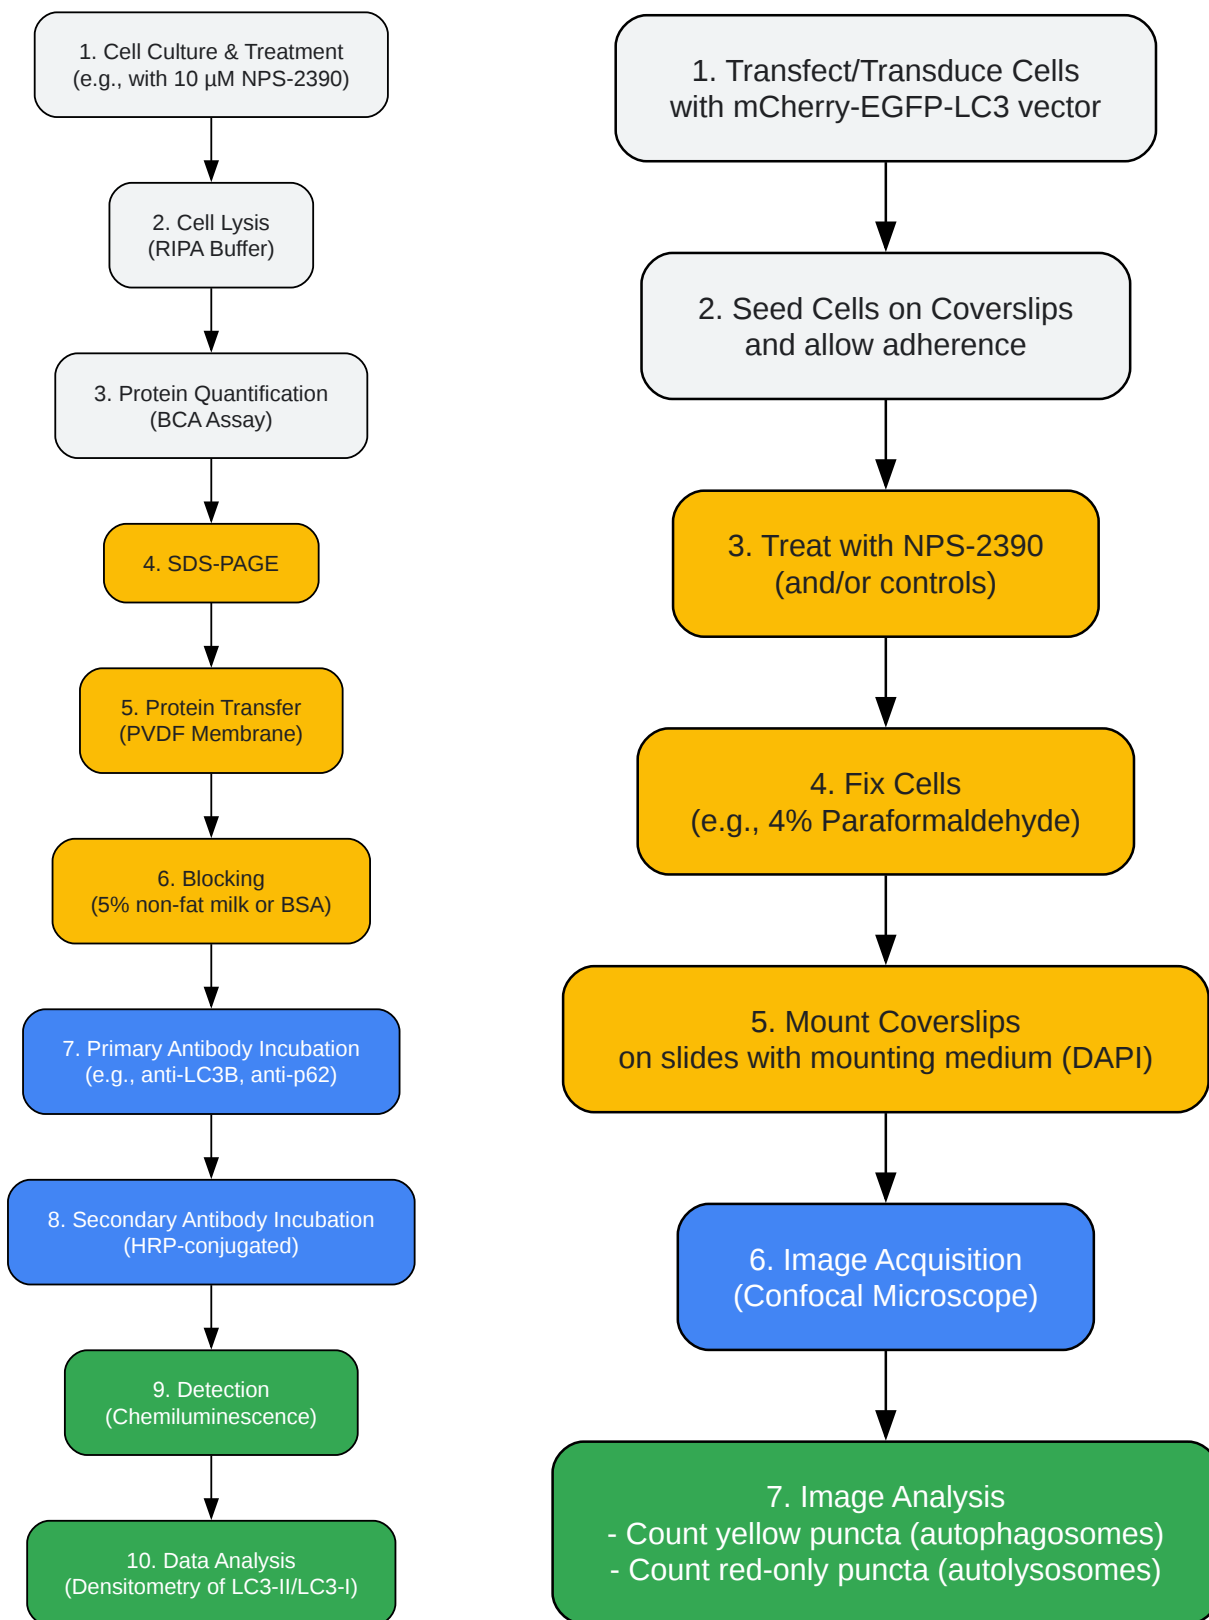 1. Cell Culture & Treatment
(e.g., with 10 µM NPS-2390)
2. Cell Lysis
(RIPA Buffer)
3. Protein Quantification
(BCA Assay)
4. SDS-PAGE
5. Protein Transfer
(PVDF Membrane)
6. Blocking
(5% non-fat milk or BSA)
7. Primary Antibody Incubation
(e.g., anti-LC3B, anti-p62)
8. Secondary Antibody Incubation
(HRP-conjugated)
9. Detection
(Chemiluminescence)
10. Data Analysis
(Densitometry of LC3-II/LC3-I)
1. Transfect/Transduce Cells
with mCherry-EGFP-LC3 vector
2. Seed Cells on Coverslips
and allow adherence
3. Treat with NPS-2390
(and/or controls)
4. Fix Cells
(e.g., 4% Paraformaldehyde)
5. Mount Coverslips
on slides with mounting medium (DAPI)
6. Image Acquisition
(Confocal Microscope)
7. Image Analysis
- Count yellow puncta (autophagosomes)
- Count red-only puncta (autolysosomes)